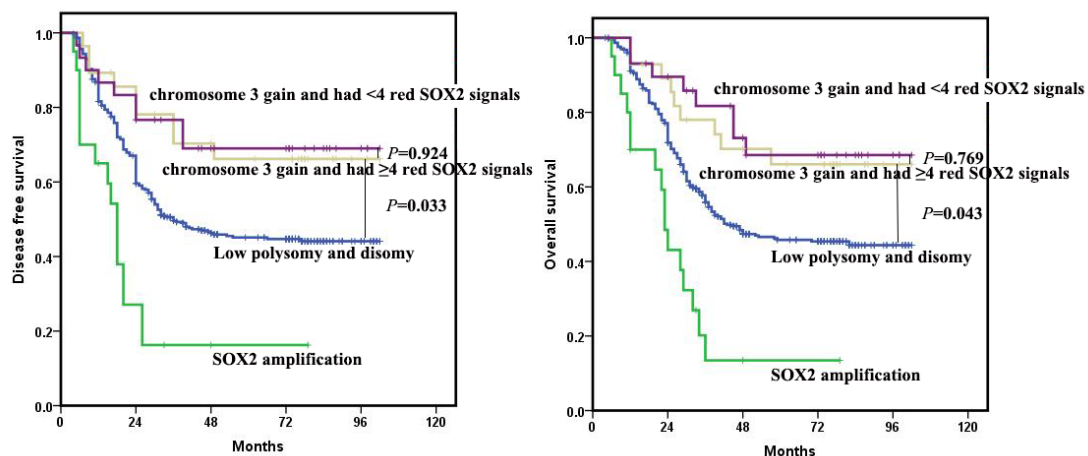 Disease free survival
1.0
0.8
0.6
0.4
0.2
0.0
chromosome 3 gain and had <4 red SOX2 signals
P=0.924
chromosome 3 gain and had ≥4 red SOX2 signals
P=0.033
Low polysomy and disomy
SOX2 amplification
0 24 48 72 96 120
Months
Overall survival
1.0
0.8
0.6
0.4
0.2
0.0
chromosome 3 gain and had <4 red SOX2 signals
P=0.769
chromosome 3 gain and had ≥4 red SOX2 signals
P=0.043
Low polysomy and disomy
SOX2 amplification
0 24 48 72 96 120
Months